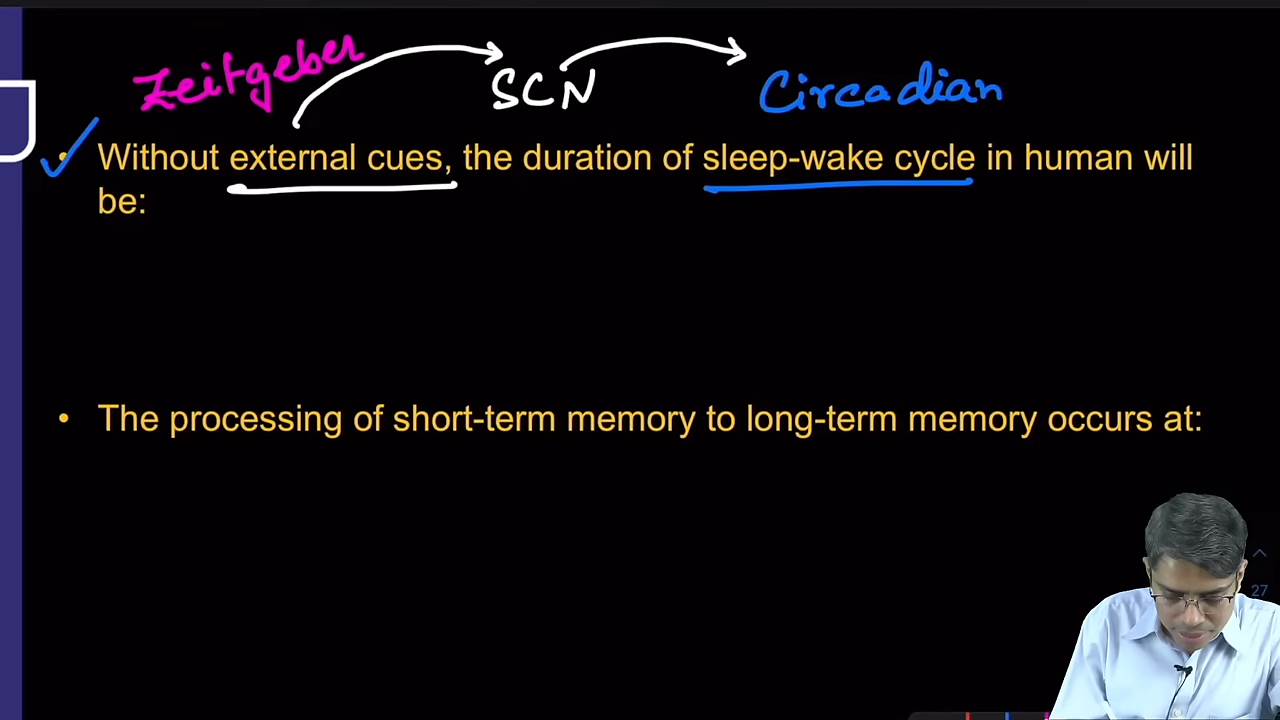 Zeitgeber SCN Circadian
• Without external cues, the duration of sleep-wake cycle in human will
be:
• The processing of short-term memory to long-term memory occurs at:
27